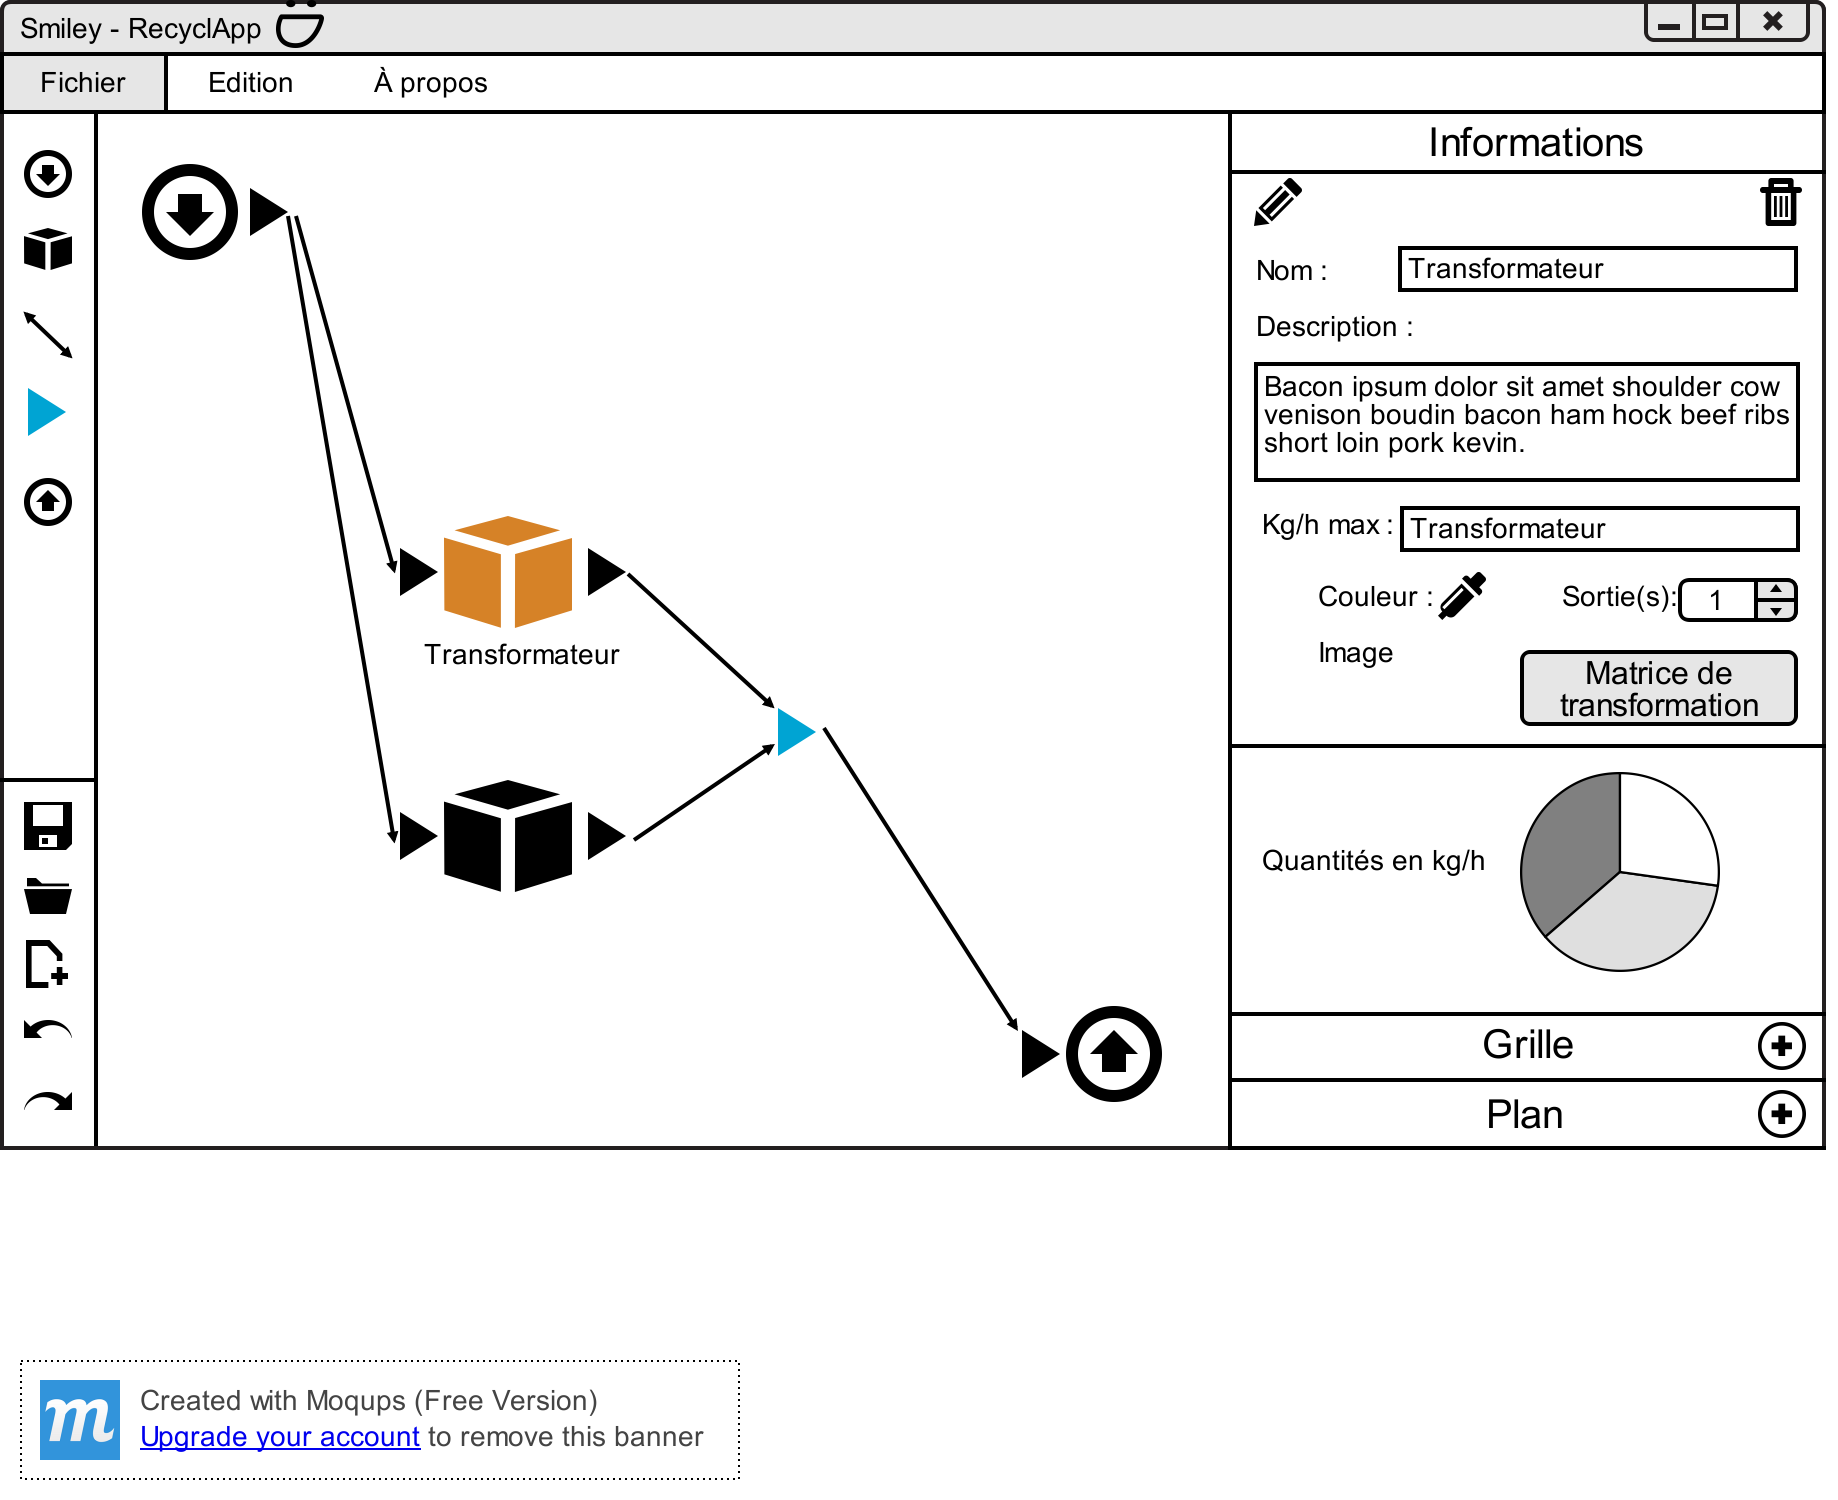 Smiley - RecyclApp
Fichier
Edition
À propos
Transformateur
Informations
Nom :
Transformateur
Description :
Bacon ipsum dolor sit amet shoulder cow
venison boudin bacon ham hock beef ribs
short loin pork kevin.
Kg/h max :
Transformateur
Couleur :
Sortie(s):
1
Image
Matrice de
transformation
Quantités en kg/h
Grille
Plan
m
Created with Moqups (Free Version)
Upgrade your account to remove this banner